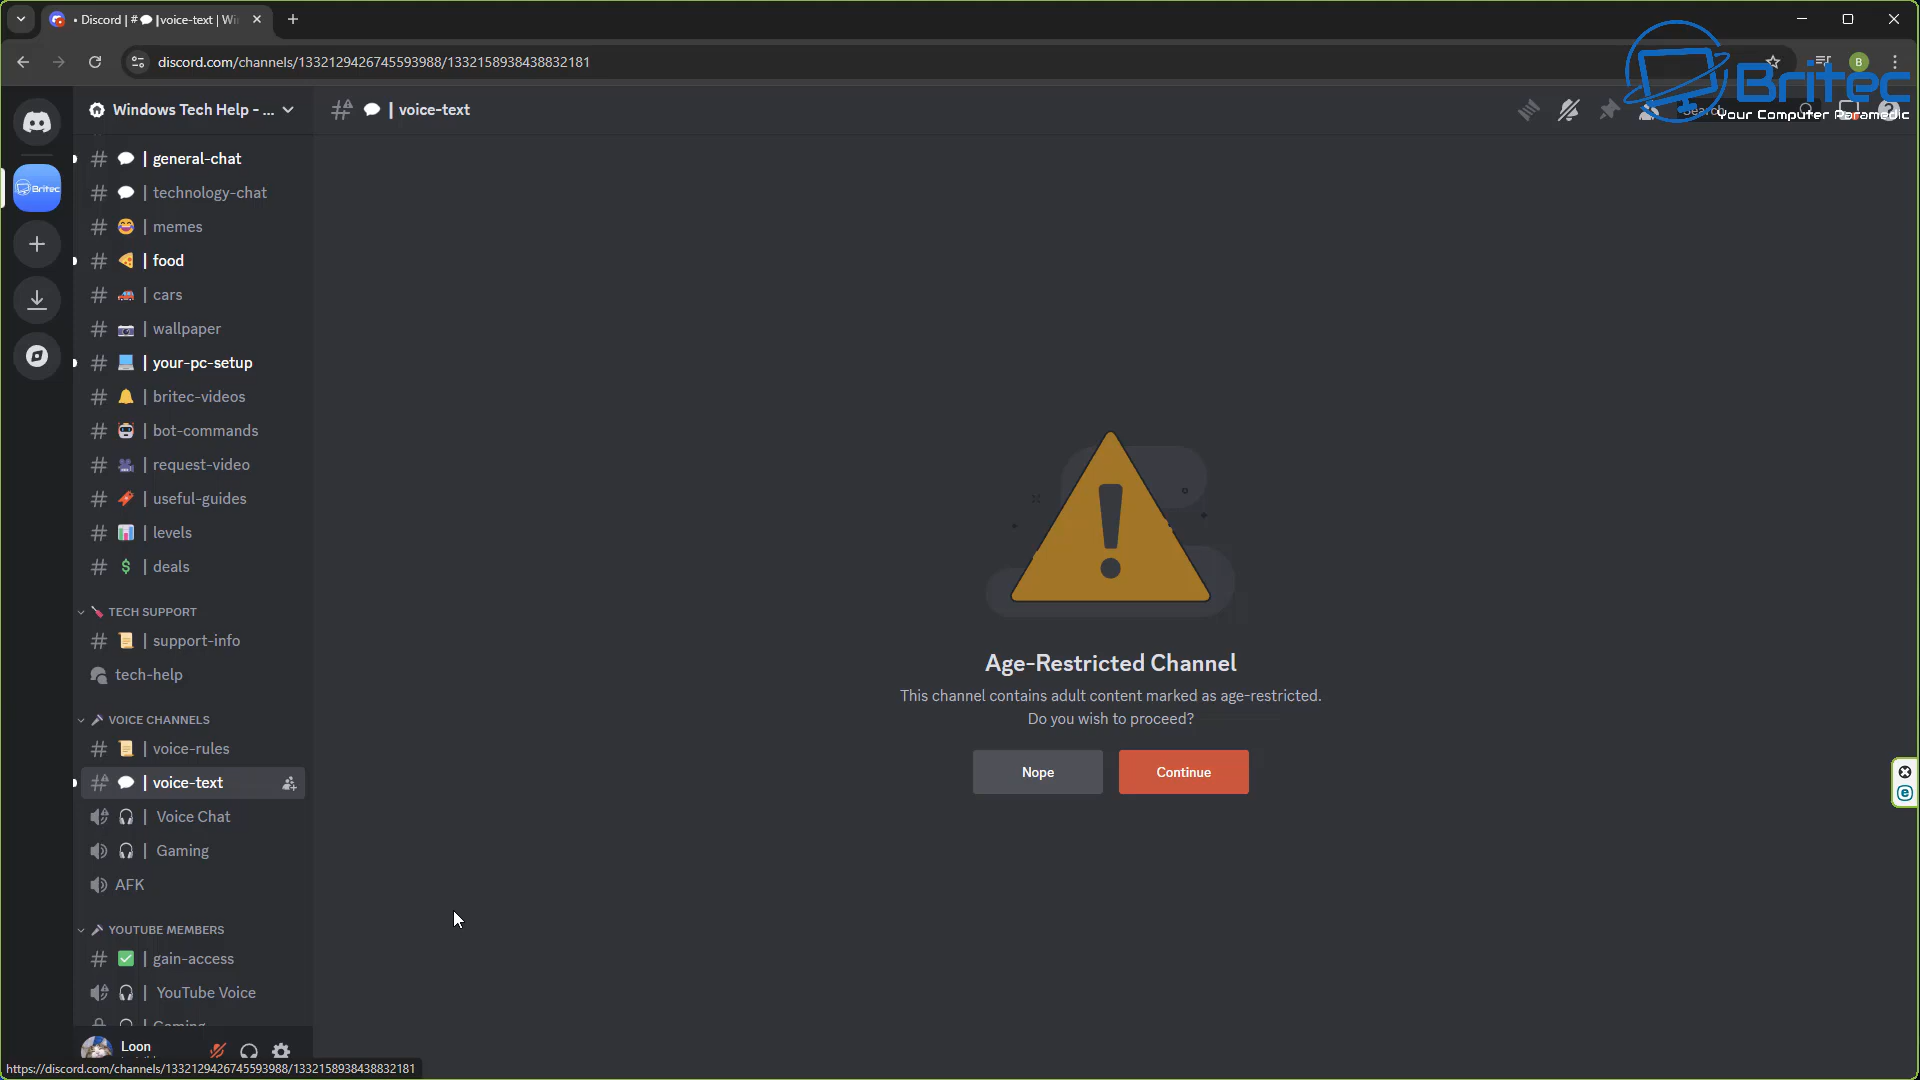 • Discord | # 💬 |voice-text | Wi
discord.com/channels/1332129426745593988/1332158938438832181
Britec
Your Computer Paramedic
Windows Tech Help - ...
💬 | voice-text
Search
Britec
| general-chat
| technology-chat
| memes
| food
| cars
| wallpaper
| your-pc-setup
| britec-videos
| bot-commands
| request-video
| useful-guides
| levels
| deals
TECH SUPPORT
| support-info
tech-help
VOICE CHANNELS
| voice-rules
| voice-text
| Voice Chat
| Gaming
AFK
YOUTUBE MEMBERS
| gain-access
| YouTube Voice
| Gaming
Loon
Age-Restricted Channel
This channel contains adult content marked as age-restricted.
Do you wish to proceed?
Nope
Continue
https://discord.com/channels/1332129426745593988/1332158938438832181